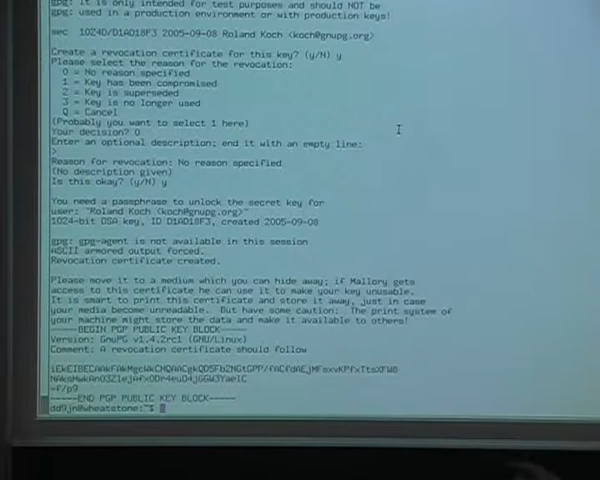 gpg: It is only intended for test purposes and should NOT be
gpg: used in a production environment or with production keys!
sec 1024D/D1AD18F3 2005-09-08 Roland Koch <koch@gnupg.org>
Create a revocation certificate for this key? (y/N) y
Please select the reason for the revocation:
0 = No reason specified
1 = Key has been compromised
2 = Key is superseded
3 = Key is no longer used
Q = Cancel
(Probably you want to select 1 here)
Your decision? 0
Enter an optional description; end it with an empty line:
>
Reason for revocation: No reason specified
(No description given)
Is this okay? (y/N) y
You need a passphrase to unlock the secret key for
user: "Roland Koch <koch@gnupg.org>"
1024-bit DSA key, ID D1AD18F3, created 2005-09-08
gpg: gpg-agent is not available in this session
ASCII armored output forced.
Revocation certificate created.
Please move it to a medium which you can hide away; if Mallory gets
access to this certificate he can use it to make your key unusable.
It is smart to print this certificate and store it away, just in case
your media become unreadable. But have some caution: The print system of
your machine might store the data and make it available to others!
-----BEGIN PGP PUBLIC KEY BLOCK-----
Version: GnuPG v1.4.2rc1 (GNU/Linux)
Comment: A revocation certificate should follow
-----END PGP PUBLIC KEY BLOCK-----
dd9jn@wheatstone:~$